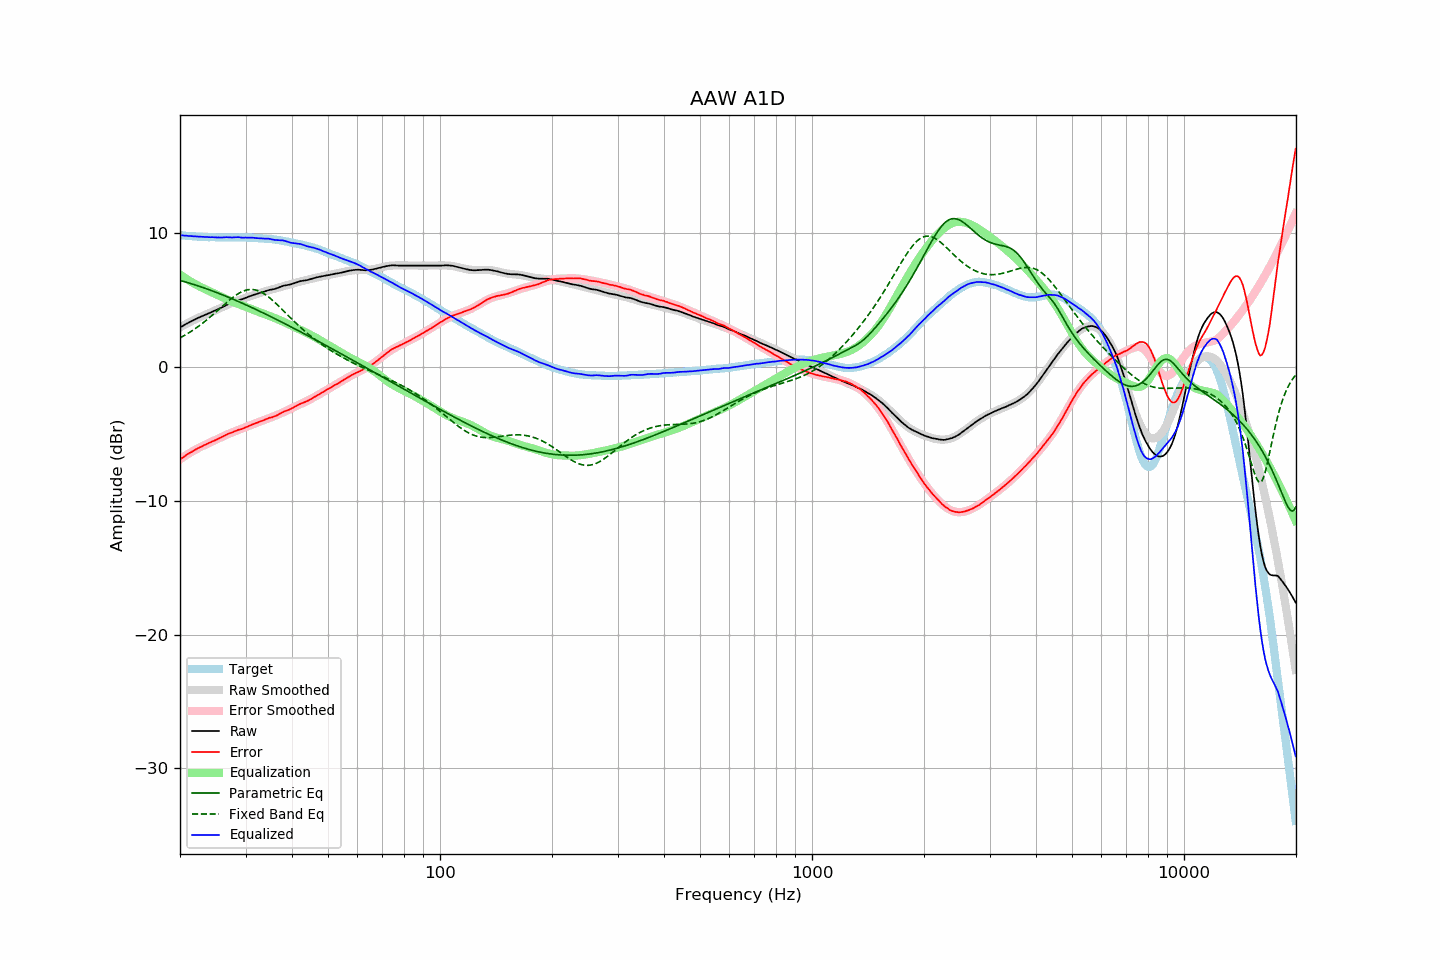 AAW A1D
Amplitude (dBr)
10
0
−10
−20
−30
Target
Raw Smoothed
Error Smoothed
Raw
Error
Equalization
Parametric Eq
Fixed Band Eq
Equalized
100
1000
10000
Frequency (Hz)